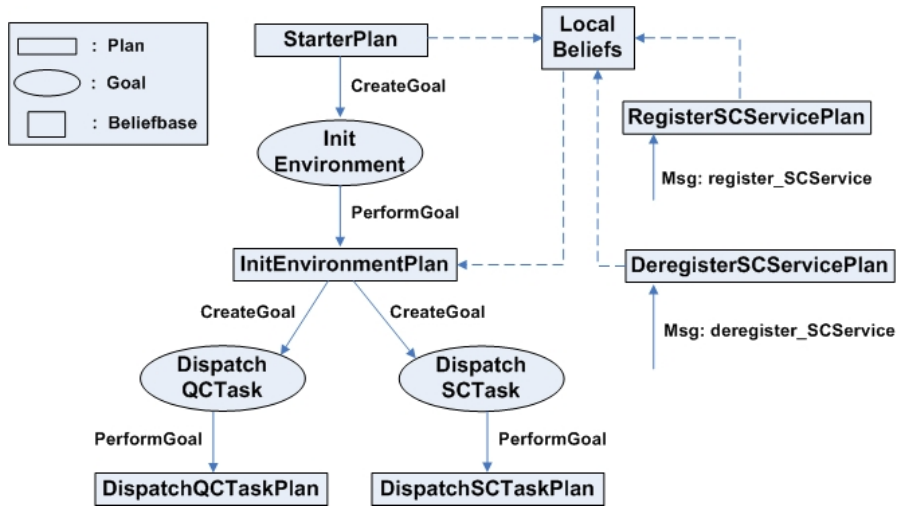 : Plan
: Goal
: Beliefbase
StarterPlan
Local
Beliefs
CreateGoal
RegisterSCServicePlan
Init
Environment
Msg: register_SCService
PerformGoal
InitEnvironmentPlan
DeregisterSCServicePlan
CreateGoal
CreateGoal
Msg: deregister_SCService
Dispatch
QCTask
Dispatch
SCTask
PerformGoal
PerformGoal
DispatchQCTaskPlan
DispatchSCTaskPlan